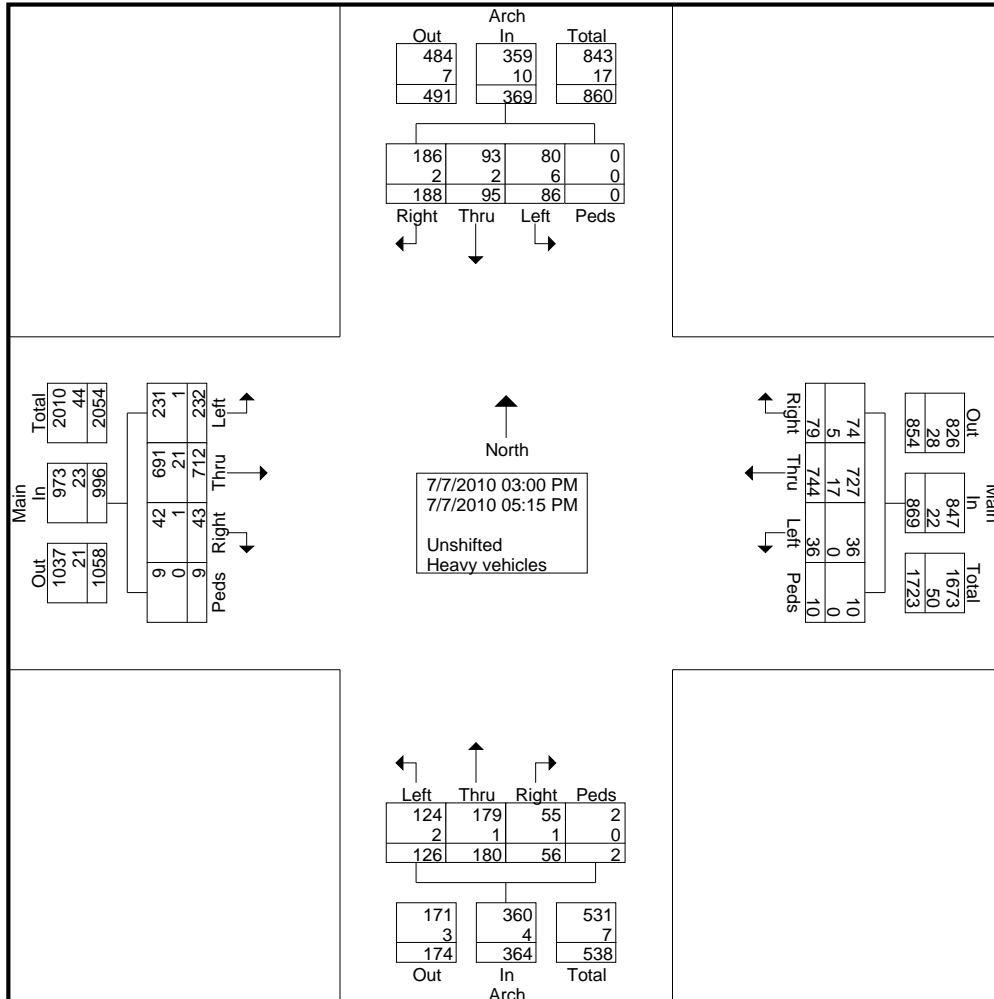 Arch
Out In Total
484 359 843
7 10 17
491 369 860
186 93 80 0
2 2 6 0
188 95 86 0
Right Thru Left Peds
Main
Total In Out
2010 973 1037
44 23 21
2054 996 1058
231 691 42 9
1 21 1 0
232 712 43 9
Left Thru Right Peds
North
7/7/2010 03:00 PM
7/7/2010 05:15 PM
Unshifted
Heavy vehicles
Right Thru Left Peds
74 727 36 10
5 17 0 0
79 744 36 10
Main
Out In Total
826 847 1673
28 22 50
854 869 1723
Left Thru Right Peds
124 179 55 2
2 1 1 0
126 180 56 2
171 360 531
3 4 7
174 364 538
Out In Total
Arch